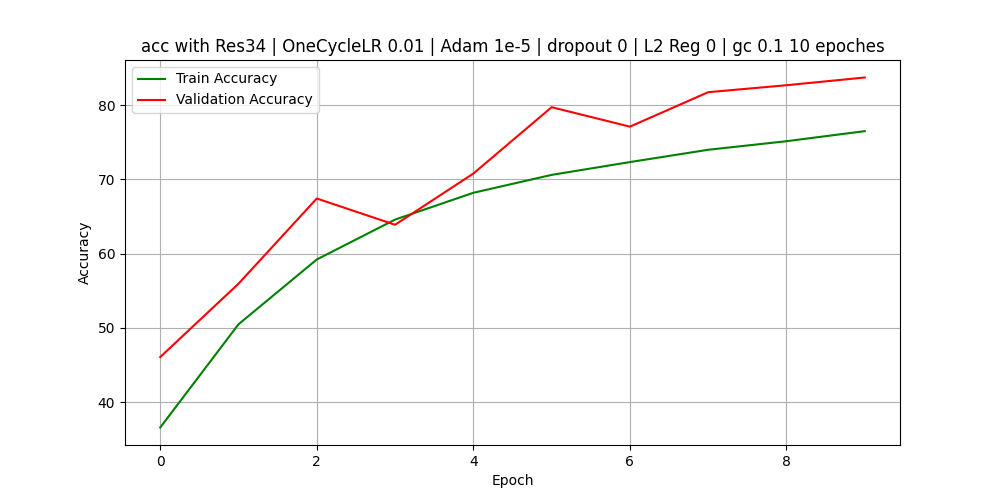 acc with Res34 | OneCycleLR 0.01 | Adam 1e-5 | dropout 0 | L2 Reg 0 | gc 0.1 10 epoches
Train Accuracy
Validation Accuracy
Accuracy
80
70
60
50
40
0
2
4
6
8
Epoch